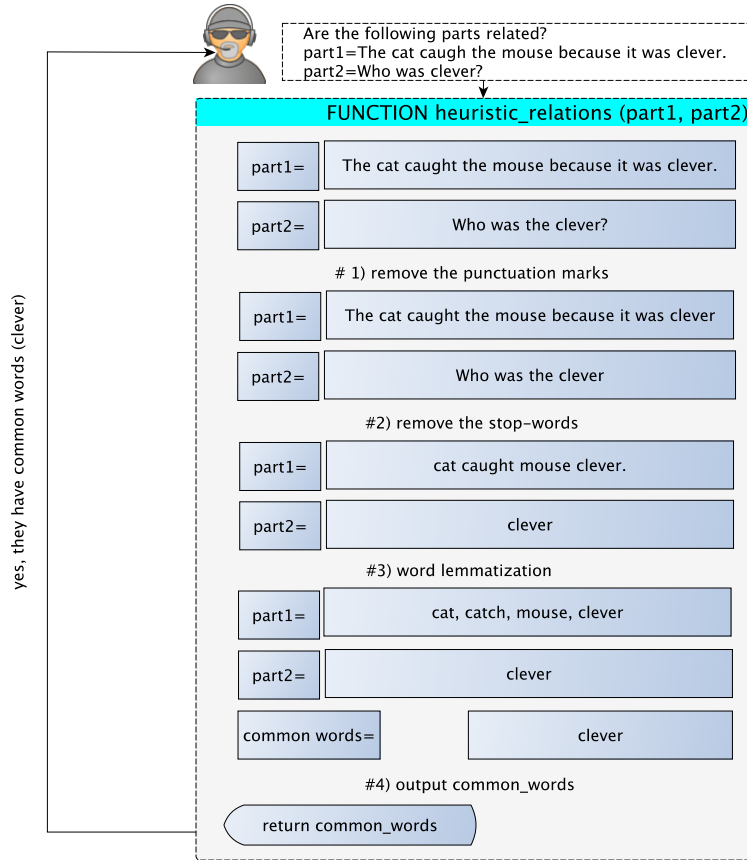 Are the following parts related?
part1=The cat caugh the mouse because it was clever.
part2=Who was clever?
FUNCTION heuristic_relations (part1, part2)
part1=
The cat caught the mouse because it was clever.
part2=
Who was the clever?
# 1) remove the punctuation marks
part1=
The cat caught the mouse because it was clever
part2=
Who was the clever
#2) remove the stop-words
part1=
cat caught mouse clever.
part2=
clever
#3) word lemmatization
part1=
cat, catch, mouse, clever
part2=
clever
common words=
clever
#4) output common_words
return common_words
yes, they have common words (clever)